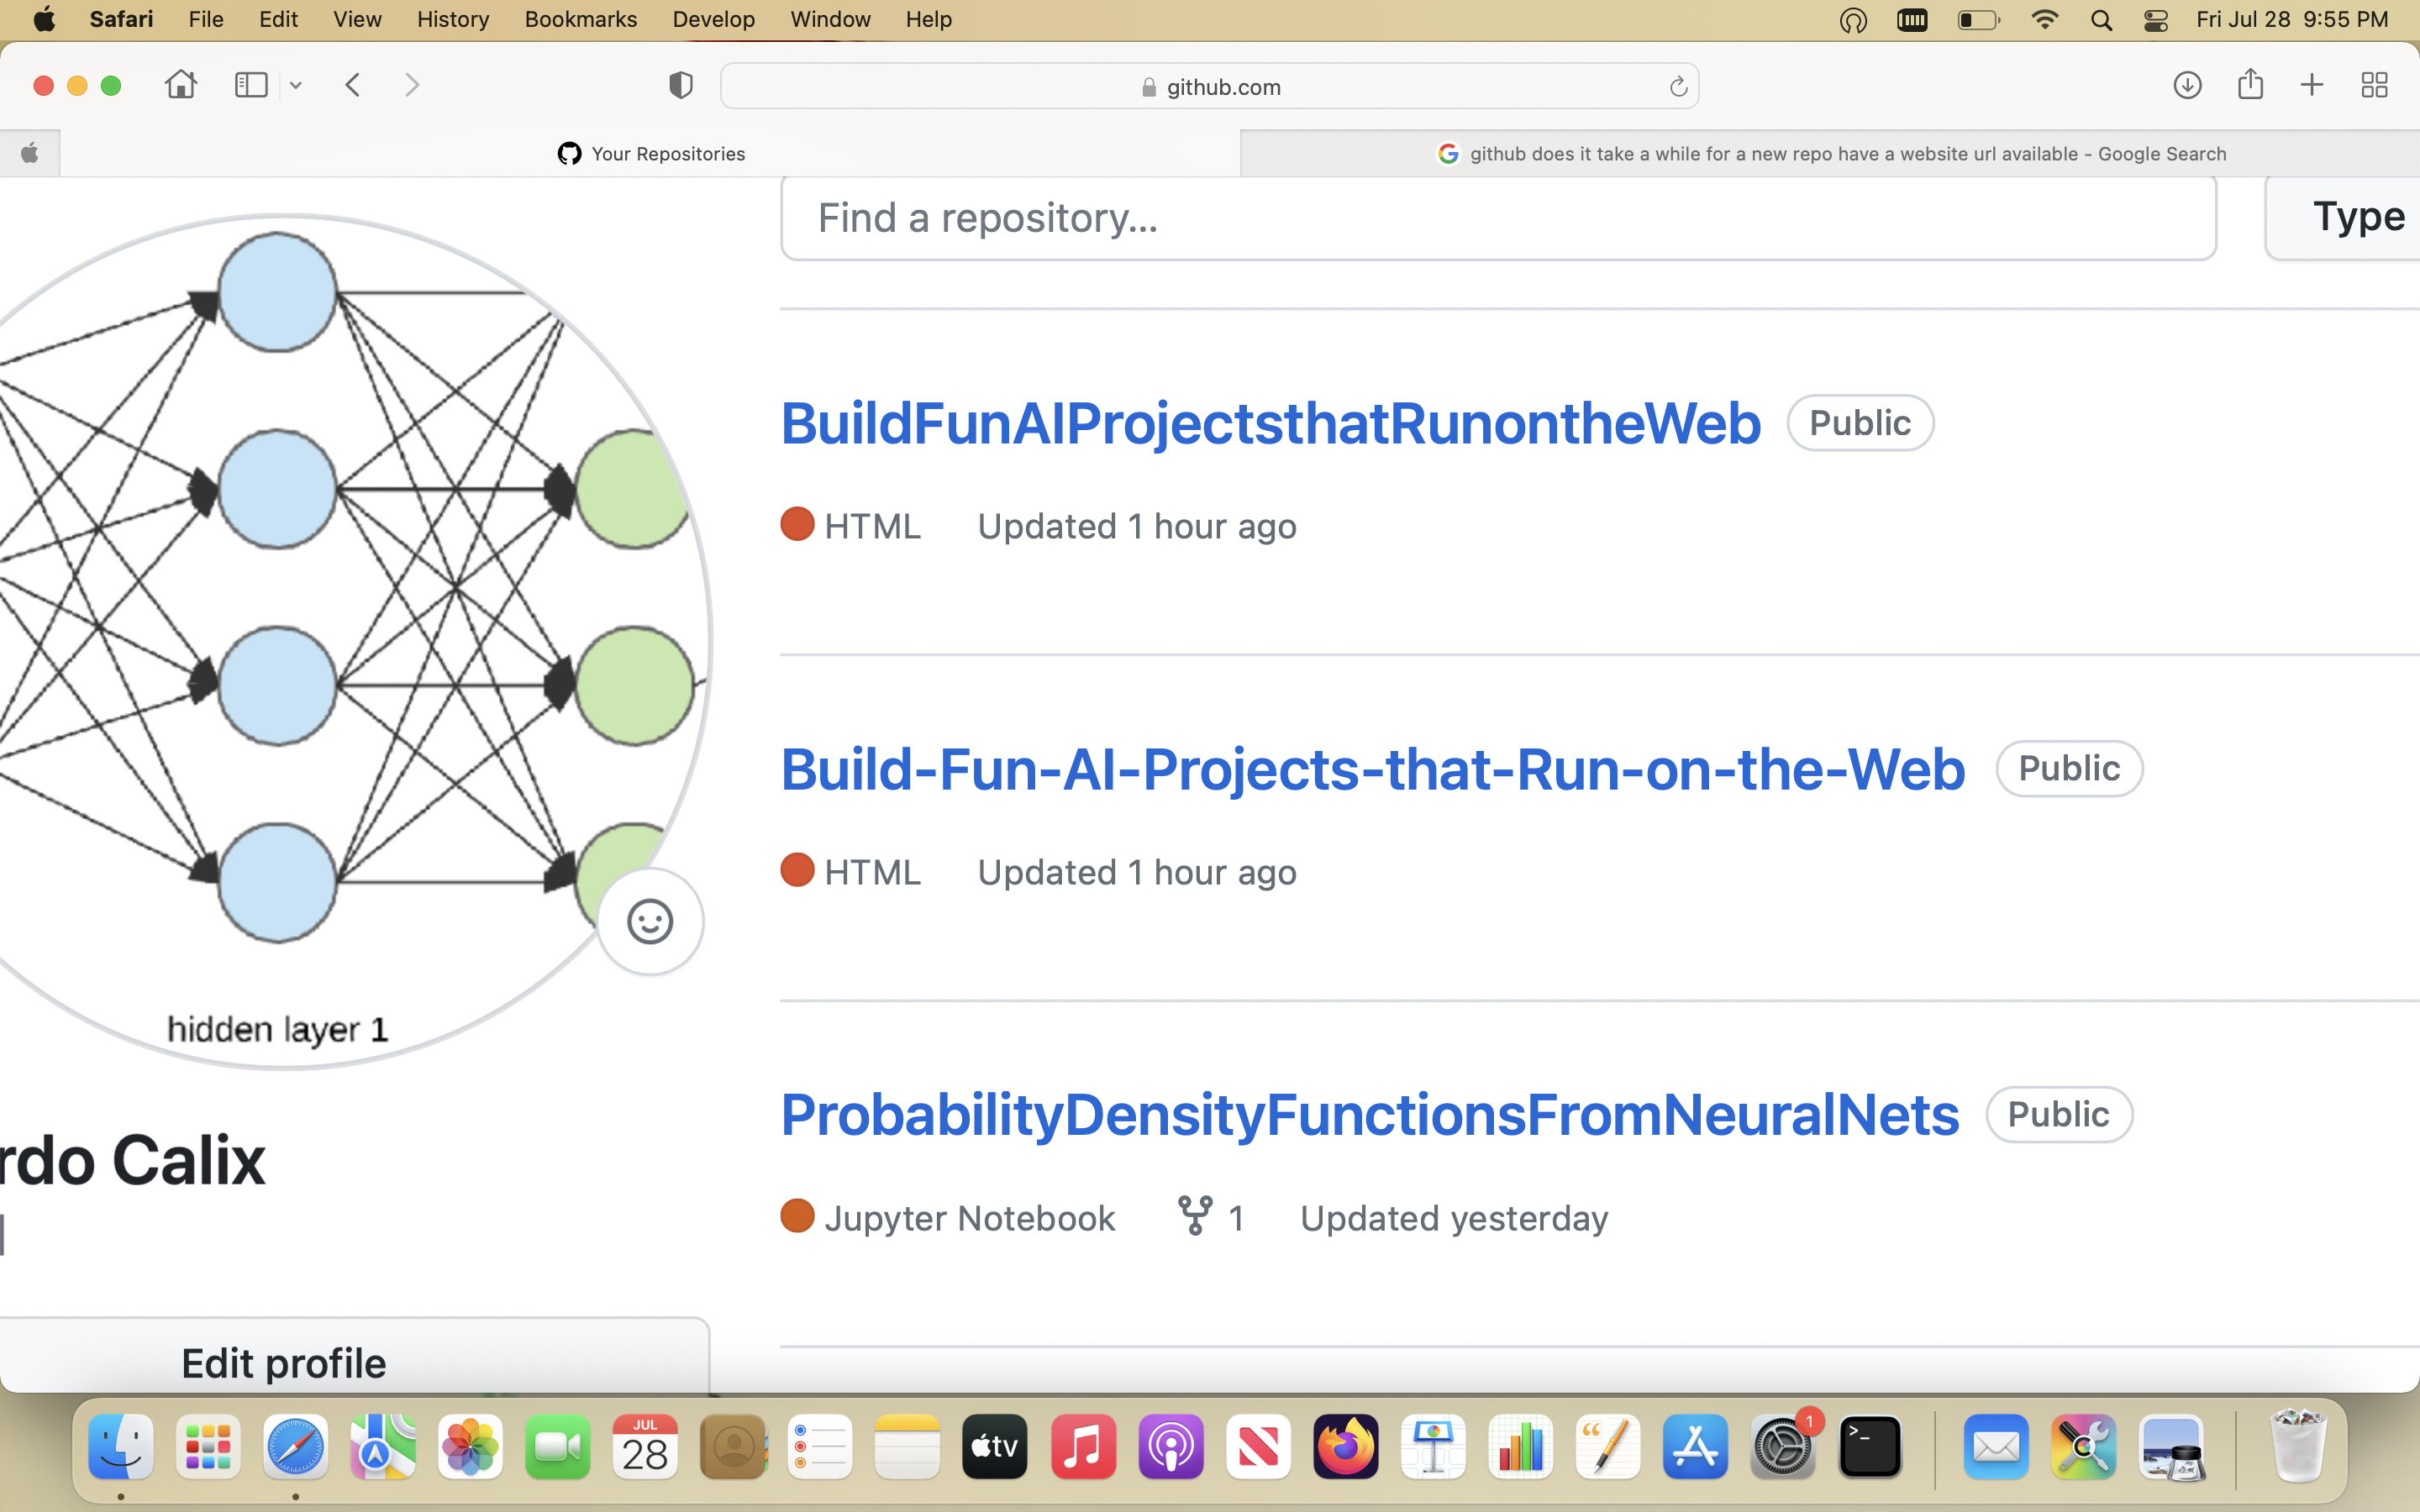 Safari File Edit View History Bookmarks Develop Window Help Fri Jul 28 9:55 PM
github.com
Your Repositories
github does it take a while for a new repo have a website url available - Google Search
Find a repository...
Type
BuildFunAIProjectsthatRunontheWeb Public
HTML Updated 1 hour ago
Build-Fun-AI-Projects-that-Run-on-the-Web Public
HTML Updated 1 hour ago
hidden layer 1
ProbabilityDensityFunctionsFromNeuralNets Public
rdo Calix
Jupyter Notebook 1 Updated yesterday
Edit profile
JUL
28
tv
1
>_